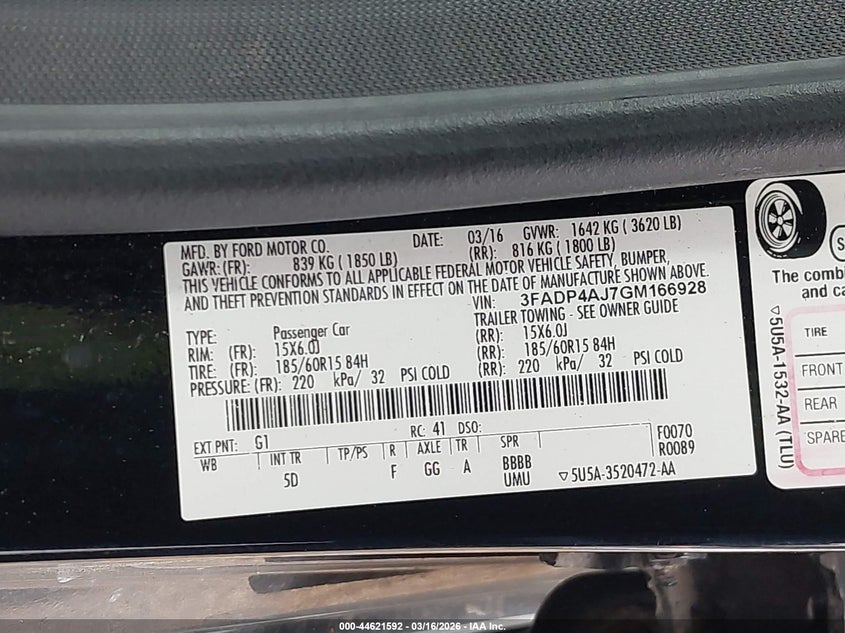 MFD. BY FORD MOTOR CO. DATE: 03/16 GVWR: 1642 KG ( 3620 LB)
GAWR: (FR): 839 KG ( 1850 LB) (RR): 816 KG ( 1800 LB)
THIS VEHICLE CONFORMS TO ALL APPLICABLE FEDERAL MOTOR VEHICLE SAFETY, BUMPER,
AND THEFT PREVENTION STANDARDS IN EFFECT ON THE DATE OF MANUFACTURE SHOWN ABOVE.
VIN: 3FADP4AJ7GM166928
TRAILER TOWING - SEE OWNER GUIDE
TYPE: Passenger Car
RIM: (FR): 15X6.0J (RR): 15X6.0J
TIRE: (FR): 185/60R15 84H (RR): 185/60R15 84H
PRESSURE: (FR): 220 kPa/ 32 PSI COLD (RR): 220 kPa/ 32 PSI COLD
EXT PNT: G1 RC: 41 DSO: F0070
WB INT TR TP/PS R AXLE TR SPR R0089
5D F GG A BBBB
UMU ▽5U5A-3520472-AA
The comb
and ca
TIRE
FRONT
REAR
SPARE
▽5U5A-1532-AA (TLU)
000-44621592 - 03/16/2026 - IAA Inc.